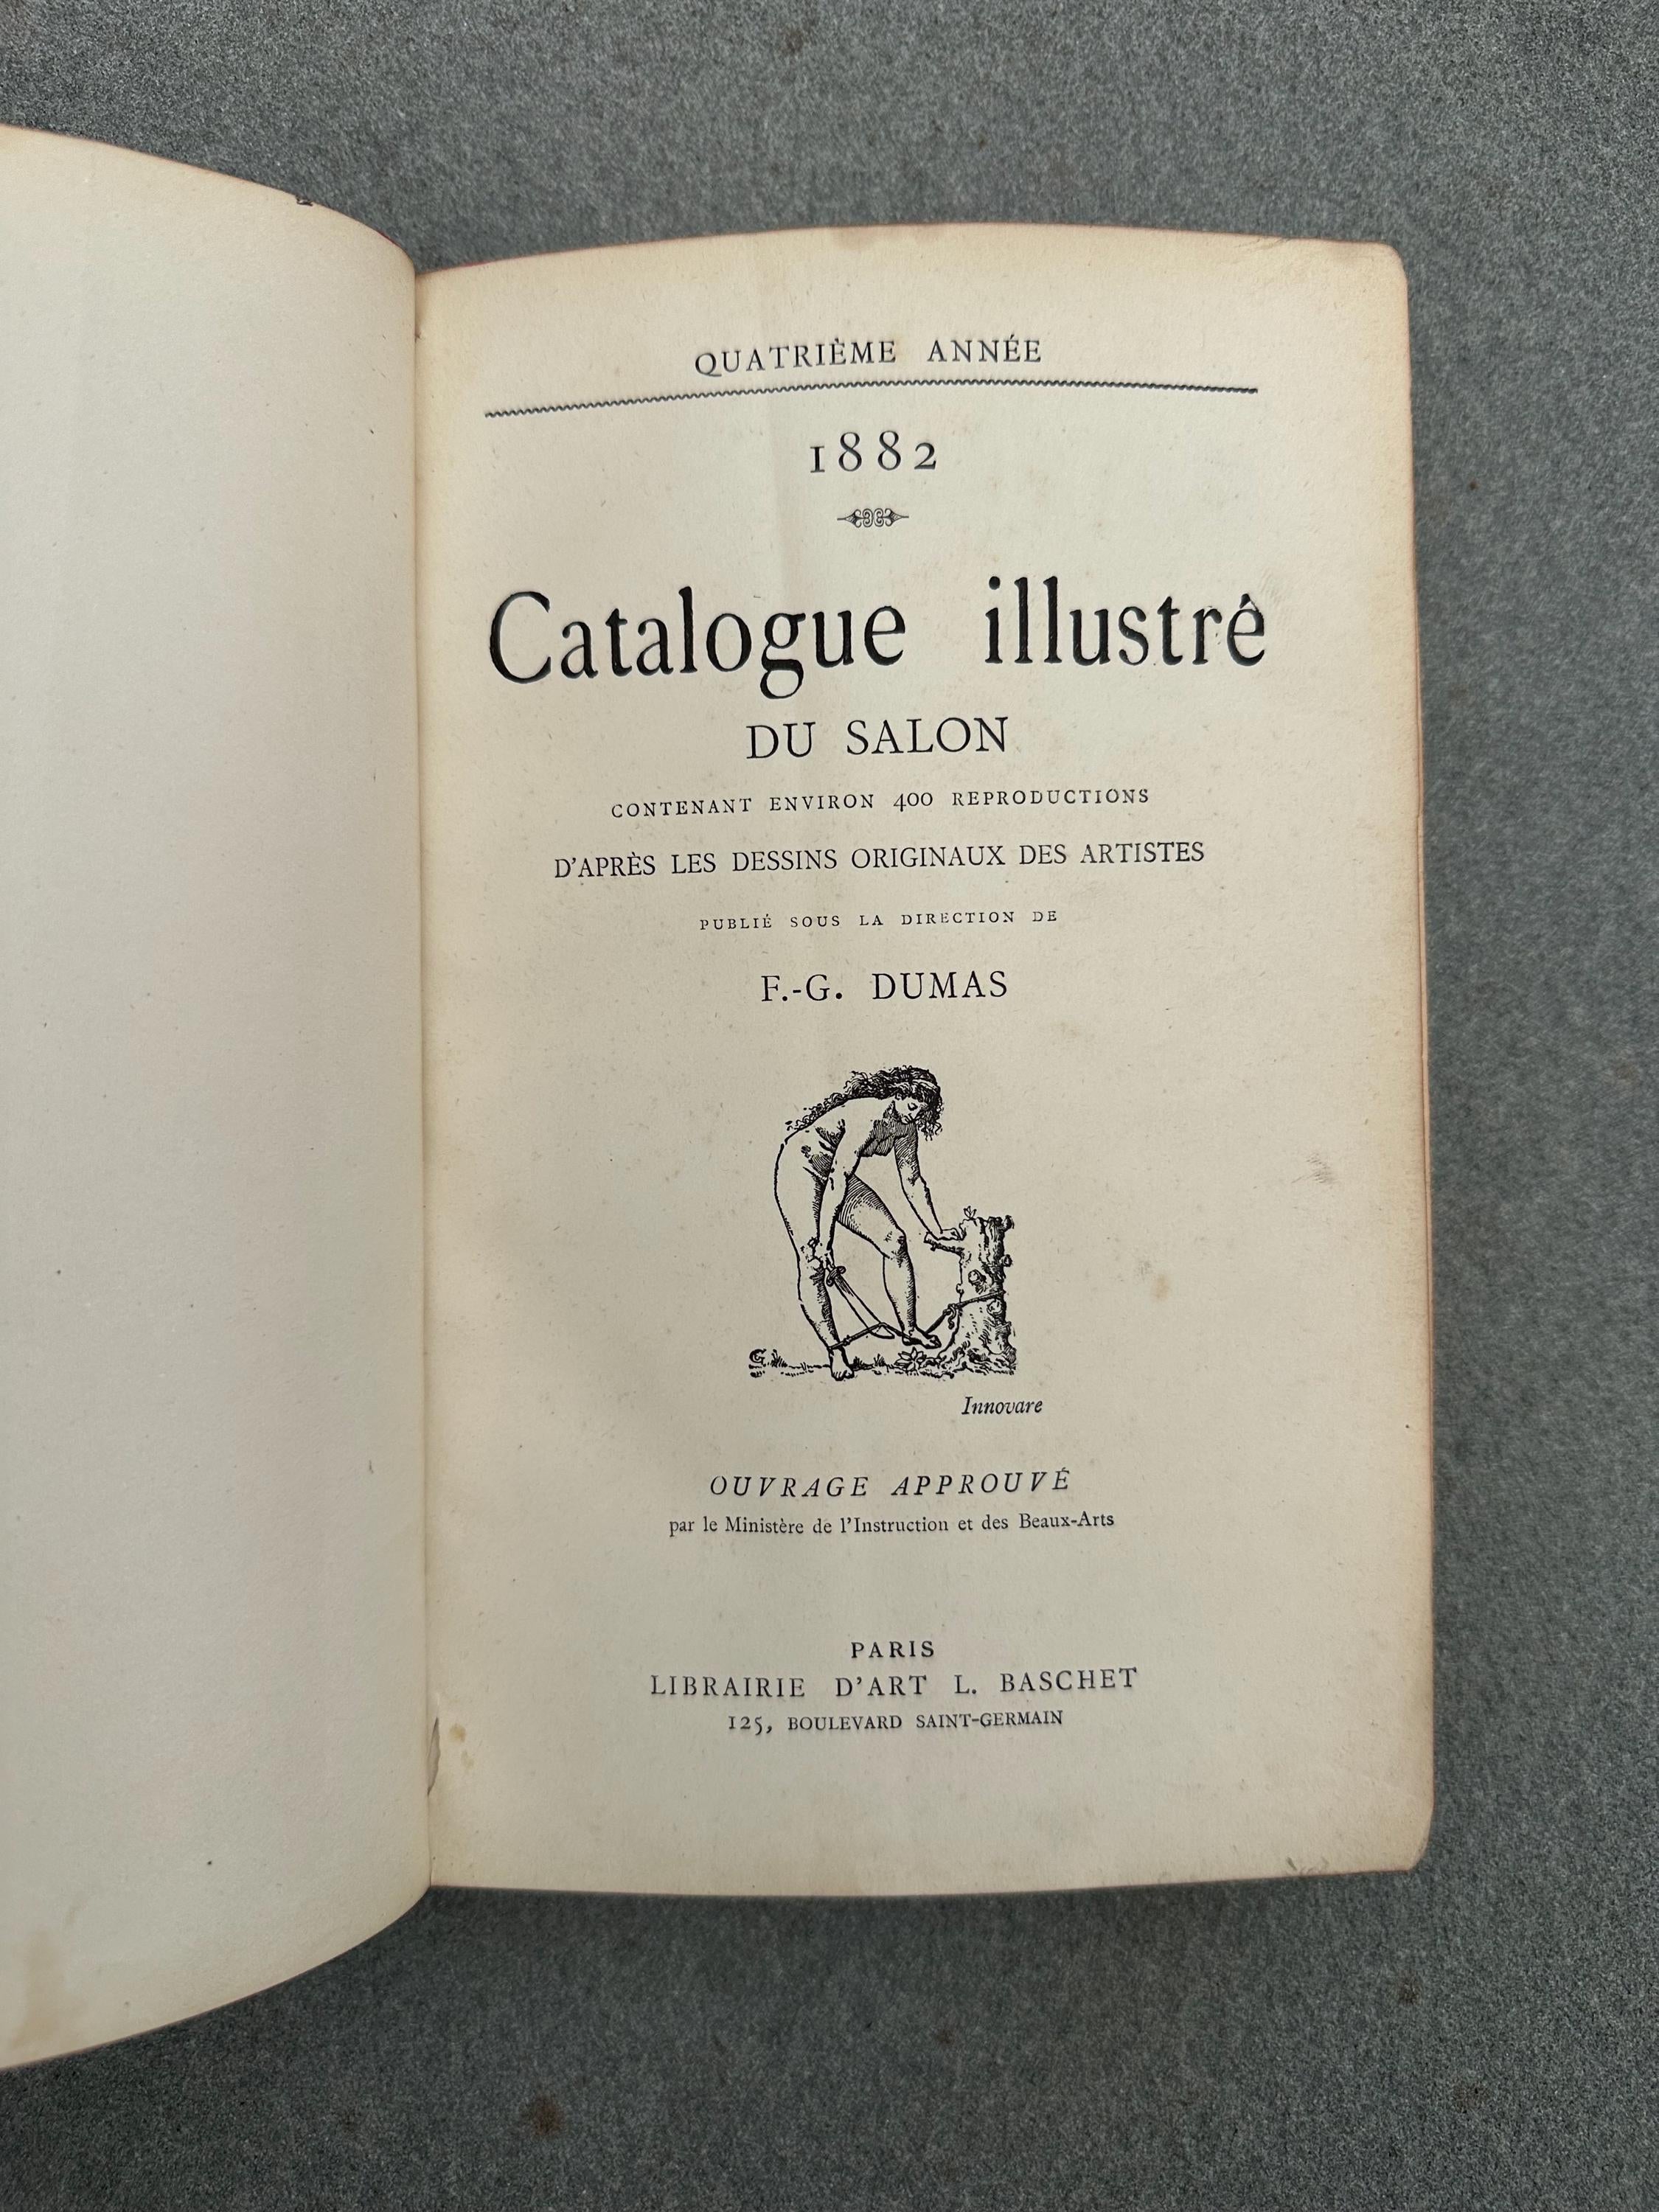 QUATRIÈME ANNÉE
1882
Catalogue illustré
DU SALON
CONTENANT ENVIRON 400 REPRODUCTIONS
D'APRÈS LES DESSINS ORIGINAUX DES ARTISTES
PUBLIÉ SOUS LA DIRECTION DE
F.-G. DUMAS
Innovare
OUVRAGE APPROUVÉ
par le Ministère de l'Instruction et des Beaux-Arts
PARIS
LIBRAIRIE D'ART L. BASCHET
125, BOULEVARD SAINT-GERMAIN